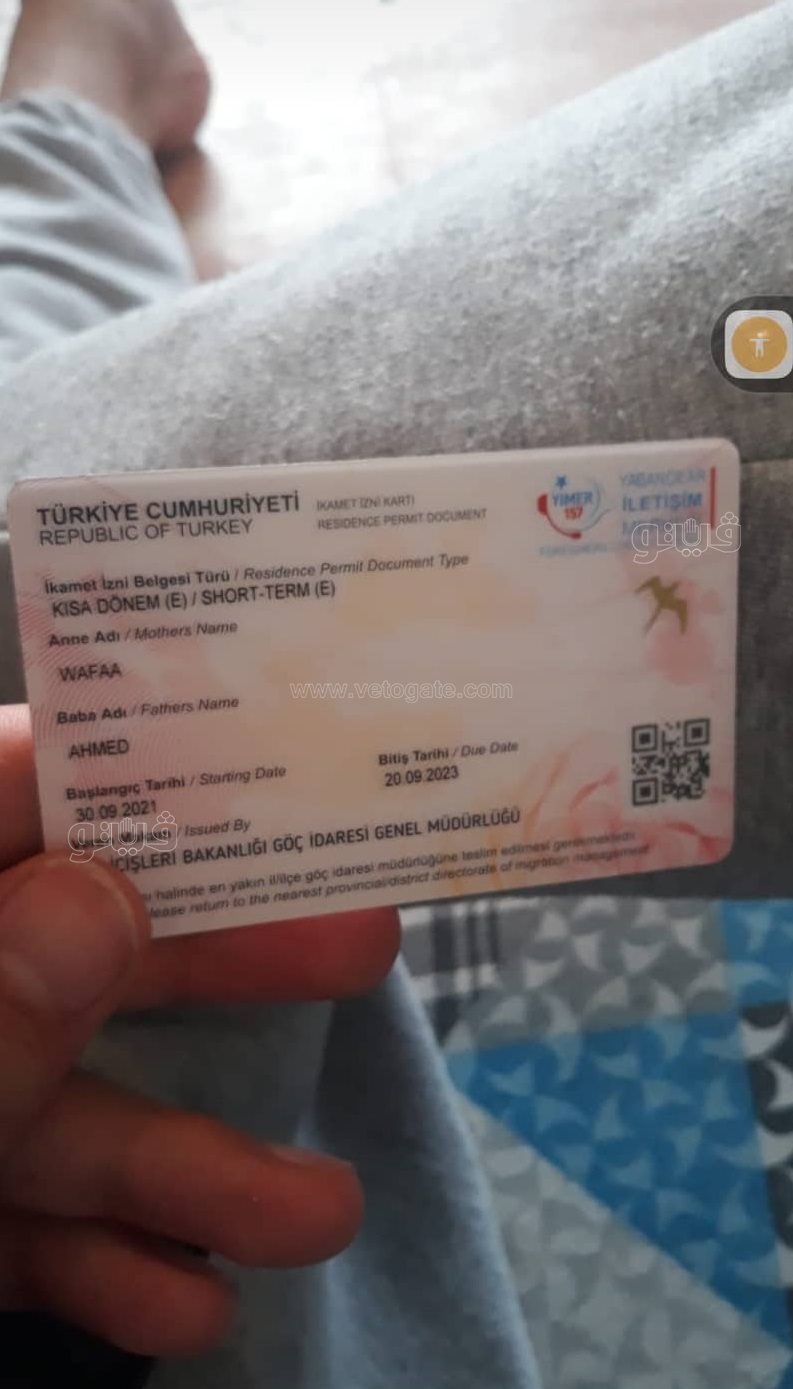 TÜRKİYE CUMHURİYETİ
REPUBLIC OF TURKEY
İKAMET İZNİ KARTI
RESIDENCE PERMIT DOCUMENT
YİMER
157
YABANCILAR
İLETİŞİM
فيتو
İkamet İzni Belgesi Türü / Residence Permit Document Type
KISA DÖNEM (E) / SHORT-TERM (E)
Anne Adı / Mothers Name
WAFAA
www.vetogate.com
Baba Adı / Fathers Name
AHMED
Başlangıç Tarihi / Starting Date
30.09.2021
Bitiş Tarihi / Due Date
20.09.2023
فيتو
/ Issued By
İÇİŞLERİ BAKANLIĞI GÖÇ İDARESİ GENEL MÜDÜRLÜĞÜ
halinde en yakın il/ilçe göç idaresi müdürlüğüne teslim edilmesi gerekmektedir
please return to the nearest provincial/district directorate of migration management